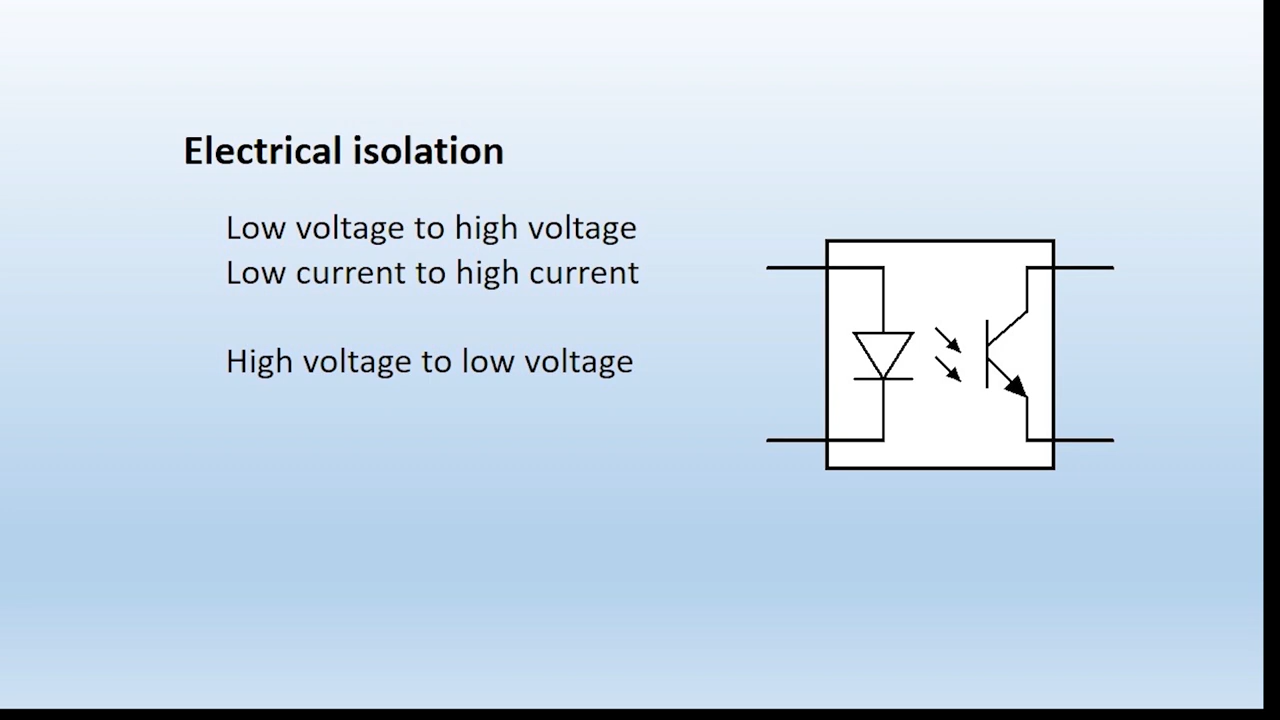 Electrical isolation
Low voltage to high voltage
Low current to high current
High voltage to low voltage